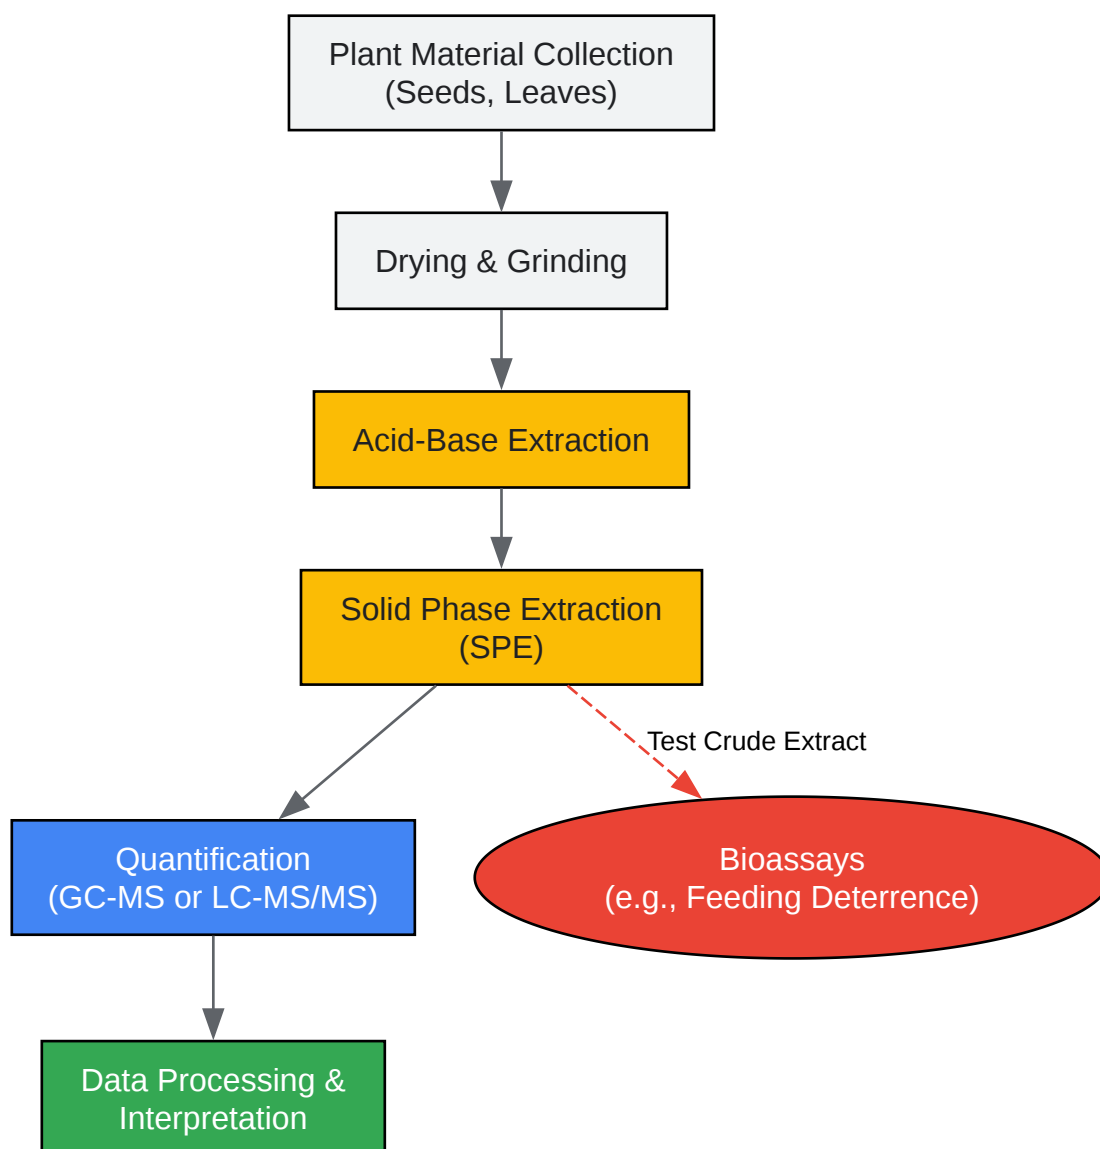 Plant Material Collection
(Seeds, Leaves)
Drying & Grinding
Acid-Base Extraction
Solid Phase Extraction
(SPE)
Test Crude Extract
Quantification
(GC-MS or LC-MS/MS)
Bioassays
(e.g., Feeding Deterrence)
Data Processing &
Interpretation